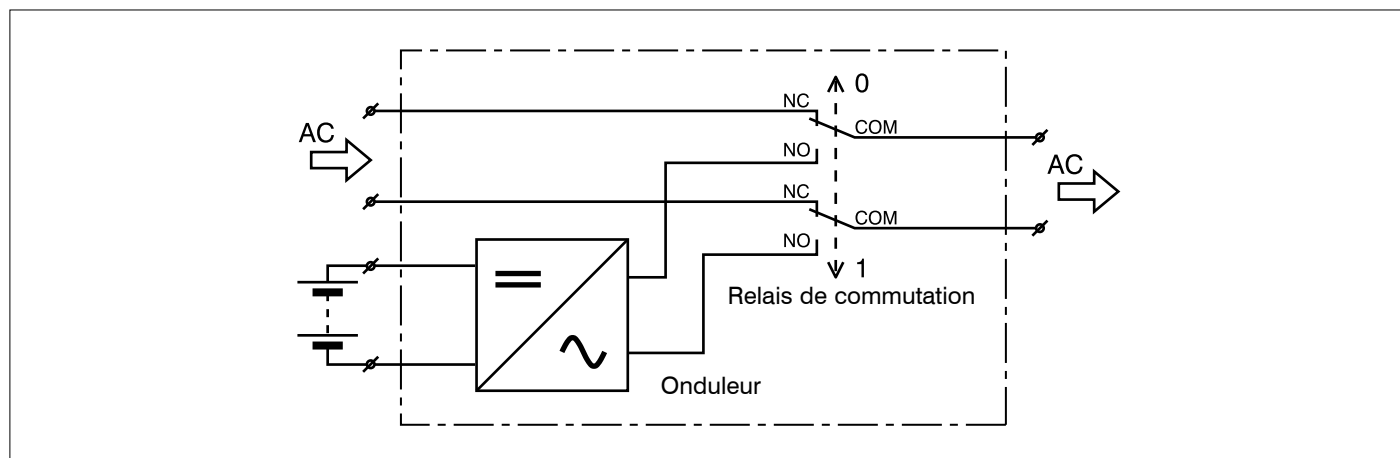 0
NC
COM
AC
NO
AC
NC
COM
NO
1
Relais de commutation
Onduleur